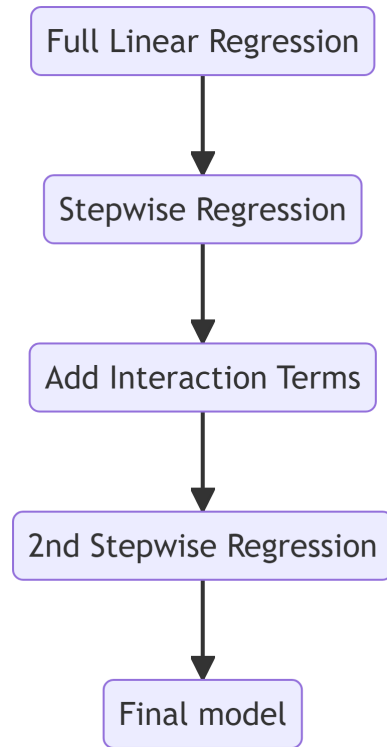 Full Linear Regression
Stepwise Regression
Add Interaction Terms
2nd Stepwise Regression
Final model